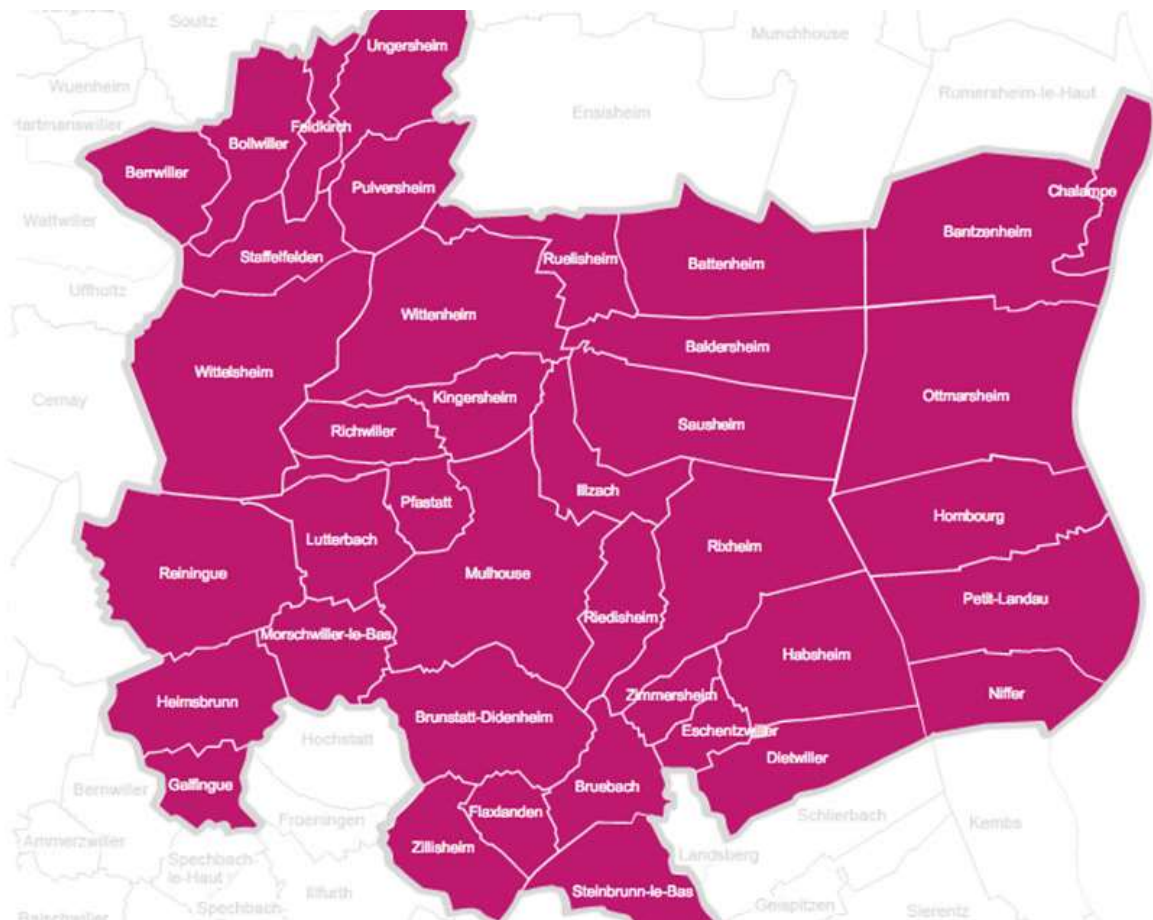 Soultz
Ungersheim
Munchhouse
Wuenheim
Rumersheim-le-Haut
Ensisheim
Hartmanswiller
Feldkirch
Bollwiller
Berrwiller
Pulversheim
Chalampe
Wattwiller
Bantzenheim
Staffelfelden
Ruelisheim
Battenheim
Uffholtz
Wittenheim
Baldersheim
Wittelsheim
Cernay
Kingersheim
Ottmarsheim
Richwiller
Sausheim
Pfastatt
Illzach
Hombourg
Lutterbach
Rixheim
Reiningue
Mulhouse
Petit-Landau
Riedisheim
Morschwiller-le-Bas
Habsheim
Heimsbrunn
Zimmersheim
Niffer
Brunstatt-Didenheim
Eschentzwiller
Hochstatt
Dietwiller
Galfingue
Bernwiller
Bruebach
Flaxlanden
Schlierbach
Froeningen
Kembs
Ammerzwiller
Zillisheim
Landsberg
Spechbach
-le-Haut
Illfurth
Steinbrunn-le-Bas
Spechbach-
Geispitzen
Sierentz
Balschwiller